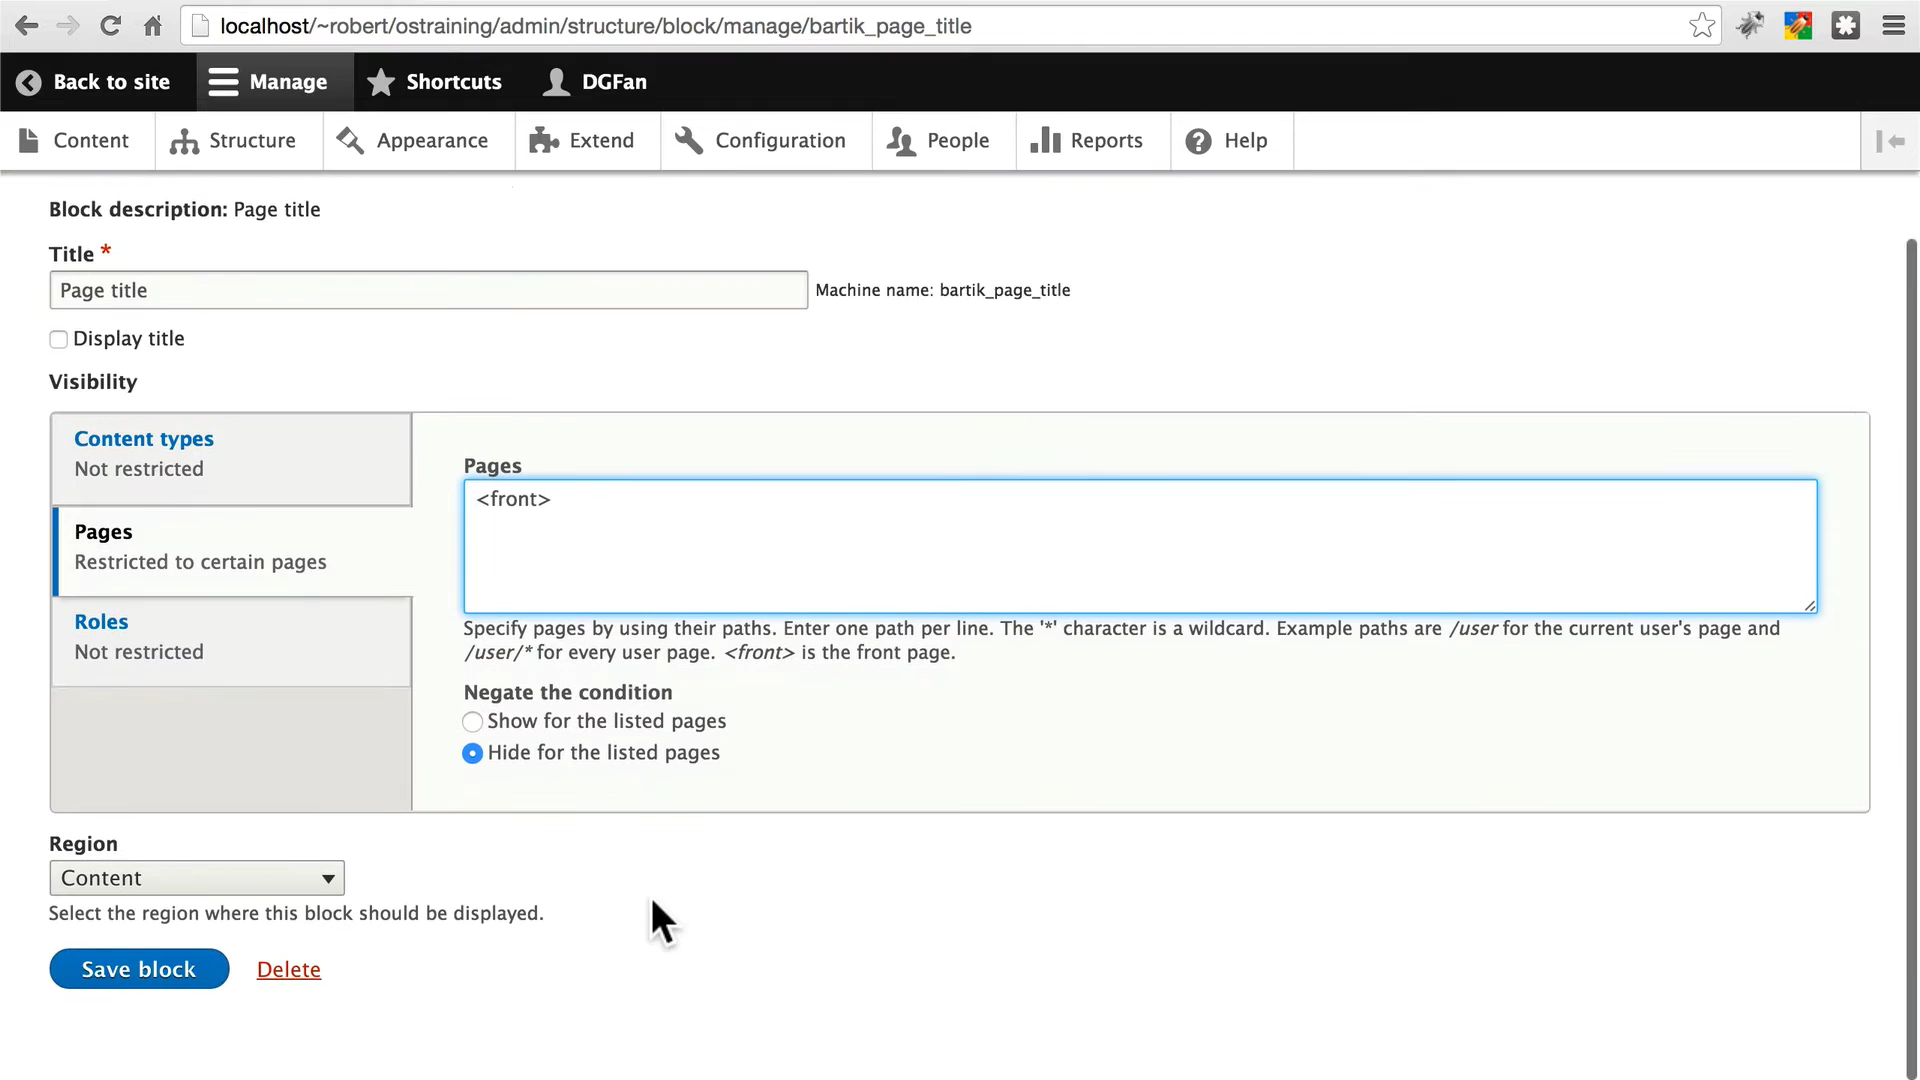 localhost/~robert/ostraining/admin/structure/block/manage/bartik_page_title
Back to site Manage Shortcuts DGFan
Content Structure Appearance Extend Configuration People Reports Help
Block description: Page title
Title *
Page title Machine name: bartik_page_title
Display title
Visibility
Content types
Not restricted
Pages
Restricted to certain pages
Roles
Not restricted
Pages
<front>
Specify pages by using their paths. Enter one path per line. The '*' character is a wildcard. Example paths are /user for the current user's page and
/user/* for every user page. <front> is the front page.
Negate the condition
Show for the listed pages
Hide for the listed pages
Region
Content
Select the region where this block should be displayed.
Save block Delete